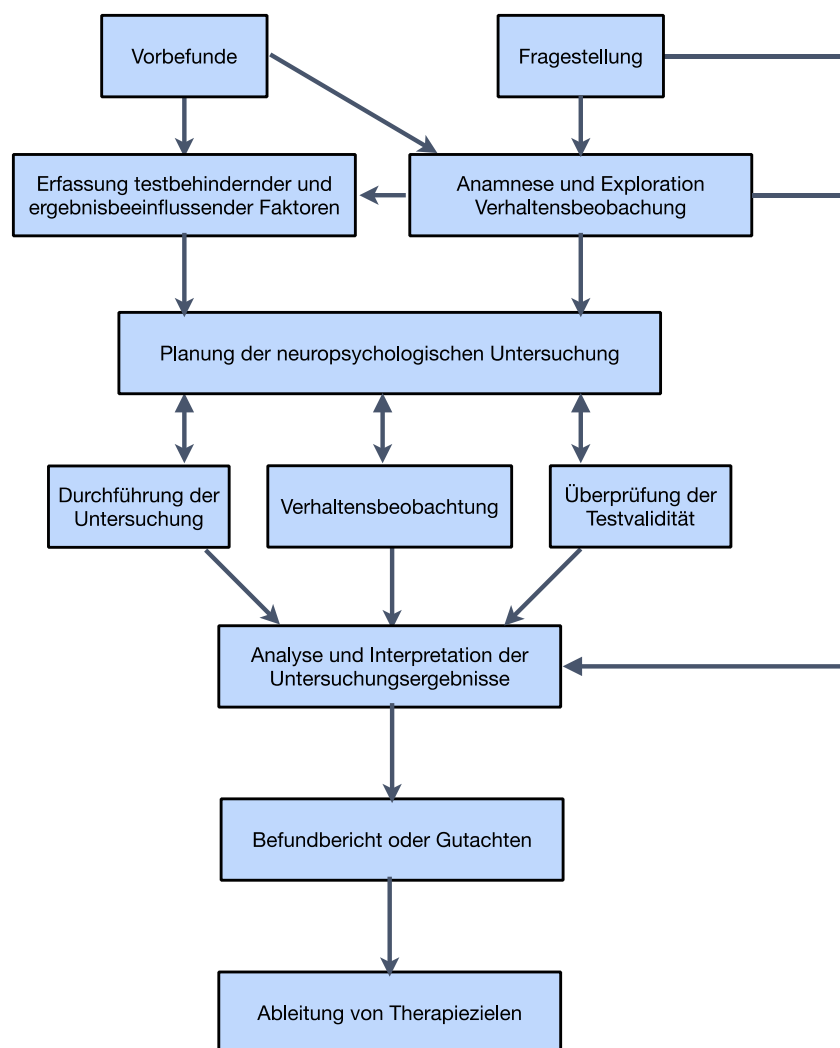 Vorbefunde
Fragestellung
Erfassung testbehindernder und
ergebnisbeeinflussender Faktoren
Anamnese und Exploration
Verhaltensbeobachung
Planung der neuropsychologischen Untersuchung
Durchführung der
Untersuchung
Verhaltensbeobachtung
Überprüfung der
Testvalidität
Analyse und Interpretation der
Untersuchungsergebnisse
Befundbericht oder Gutachten
Ableitung von Therapiezielen